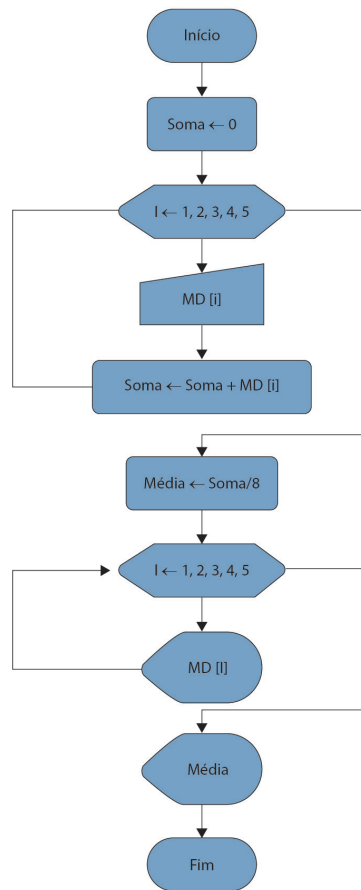 Início
Soma ← 0
I ← 1, 2, 3, 4, 5
MD [i]
Soma ← Soma + MD [i]
Média ← Soma/8
I ← 1, 2, 3, 4, 5
MD [I]
Média
Fim